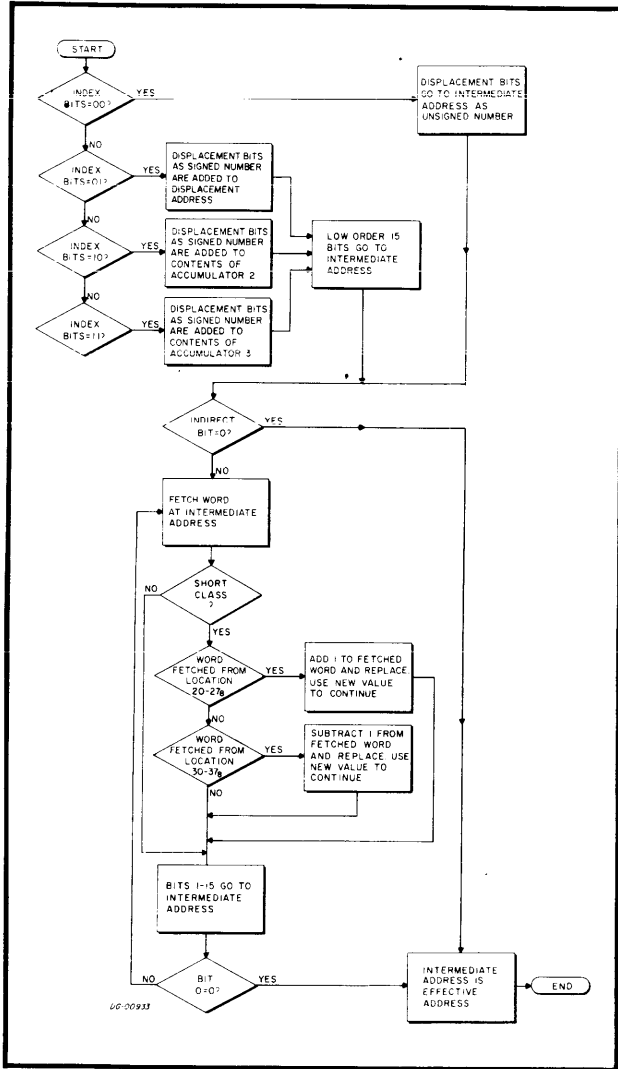 START
INDEX
BITS=00?
YES
DISPLACEMENT BITS
GO TO INTERMEDIATE
ADDRESS AS
UNSIGNED NUMBER
NO
INDEX
BITS=01?
YES
DISPLACEMENT BITS
AS SIGNED NUMBER
ARE ADDED TO
DISPLACEMENT
ADDRESS
NO
INDEX
BITS=10?
YES
DISPLACEMENT BITS
AS SIGNED NUMBER
ARE ADDED TO
CONTENTS OF
ACCUMULATOR 2
LOW ORDER 15
BITS GO TO
INTERMEDIATE
ADDRESS
NO
INDEX
BITS=11?
YES
DISPLACEMENT BITS
AS SIGNED NUMBER
ARE ADDED TO
CONTENTS OF
ACCUMULATOR 3
INDIRECT
BIT=0?
YES
NO
FETCH WORD
AT INTERMEDIATE
ADDRESS
NO
SHORT
CLASS
?
YES
WORD
FETCHED FROM
LOCATION
20-27₈
YES
ADD 1 TO FETCHED
WORD AND REPLACE
USE NEW VALUE
TO CONTINUE
NO
WORD
FETCHED FROM
LOCATION
30-37₈
YES
SUBTRACT 1 FROM
FETCHED WORD
AND REPLACE USE
NEW VALUE TO
CONTINUE
NO
BITS 1-15 GO TO
INTERMEDIATE
ADDRESS
NO
BIT
0=0?
YES
INTERMEDIATE
ADDRESS IS
EFFECTIVE
ADDRESS
END
DG-00933